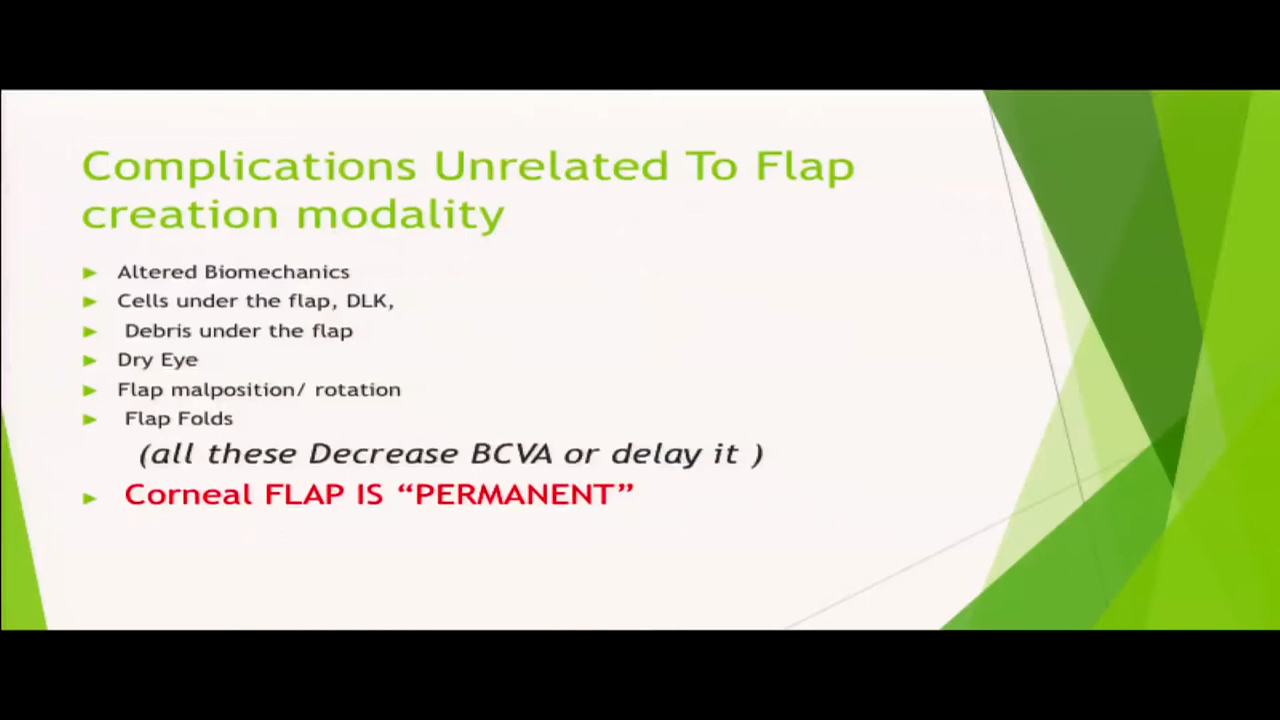 Complications Unrelated To Flap
creation modality
Altered Biomechanics
Cells under the flap, DLK,
Debris under the flap
Dry Eye
Flap malposition/ rotation
Flap Folds
(all these Decrease BCVA or delay it )
Corneal FLAP IS “PERMANENT”